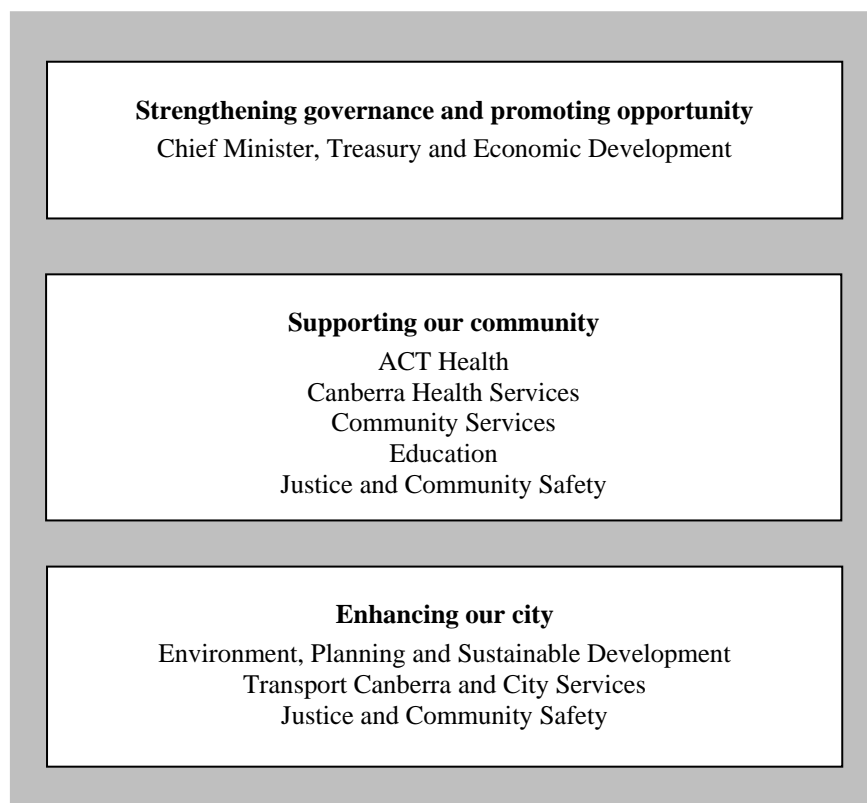 Strengthening governance and promoting opportunity
Chief Minister, Treasury and Economic Development
Supporting our community
ACT Health
Canberra Health Services
Community Services
Education
Justice and Community Safety
Enhancing our city
Environment, Planning and Sustainable Development
Transport Canberra and City Services
Justice and Community Safety